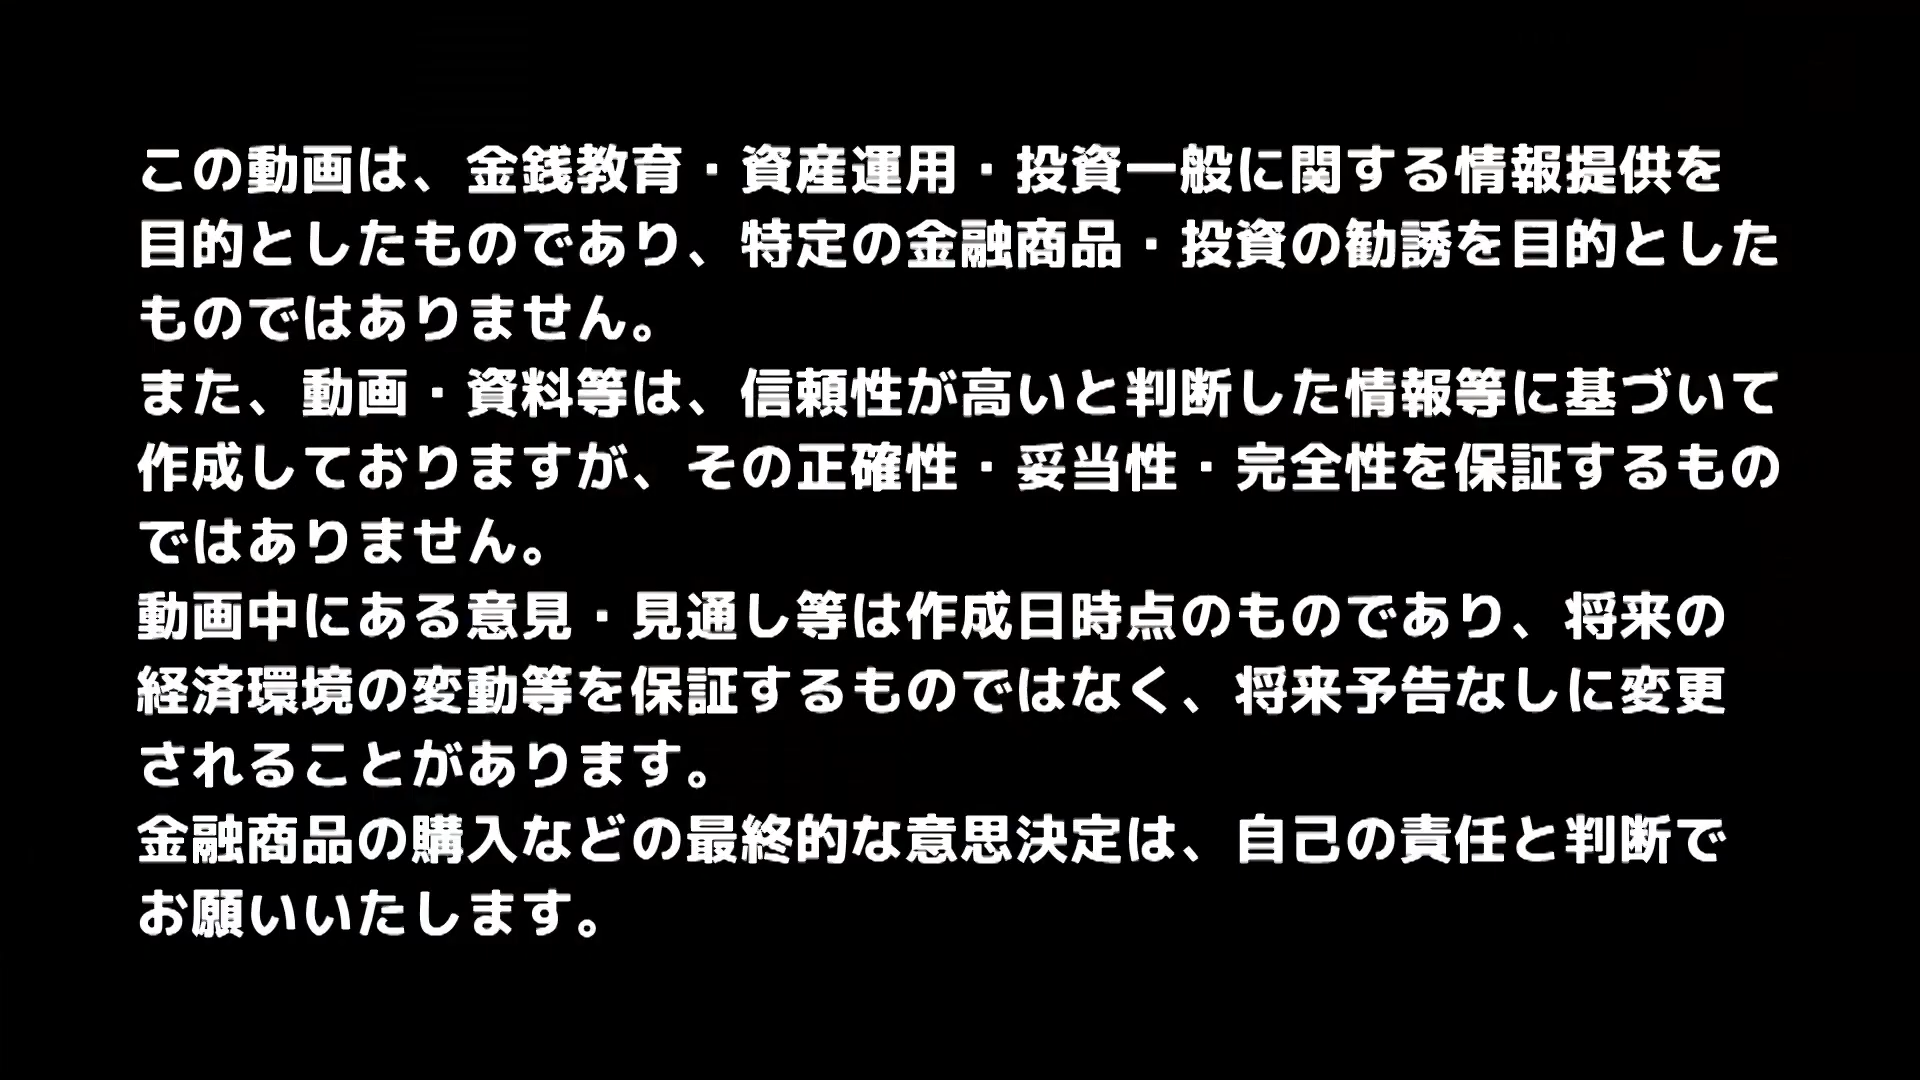 この動画は、金銭教育・資産運用・投資一般に関する情報提供を
目的としたものであり、特定の金融商品・投資の勧誘を目的とした
ものではありません。
また、動画・資料等は、信頼性が高いと判断した情報等に基づいて
作成しておりますが、その正確性・妥当性・完全性を保証するもの
ではありません。
動画中にある意見・見通し等は作成日時点のものであり、将来の
経済環境の変動等を保証するものではなく、将来予告なしに変更
されることがあります。
金融商品の購入などの最終的な意思決定は、自己の責任と判断で
お願いいたします。